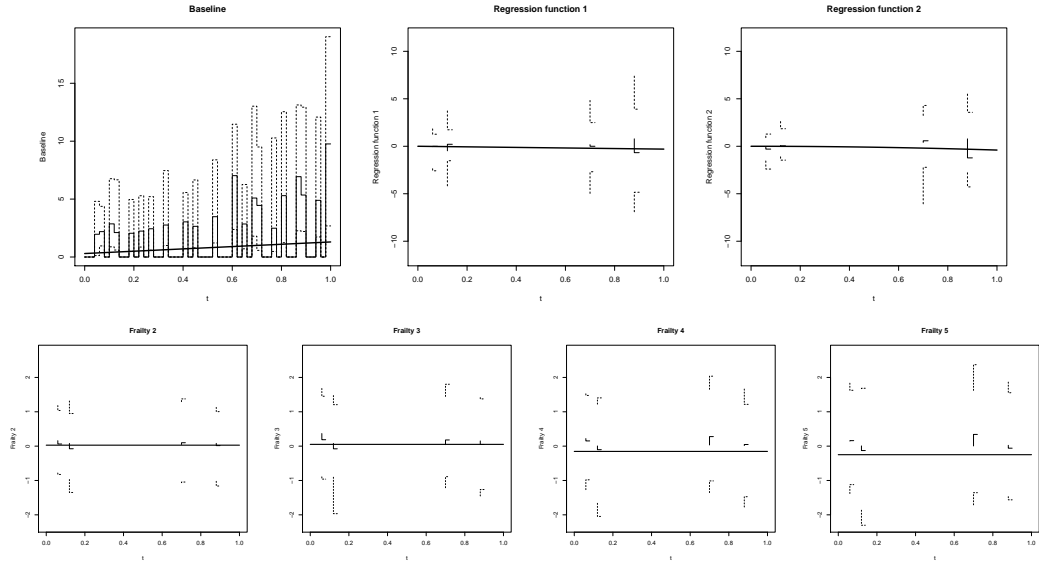 Baseline
Baseline
0 5 10 15
0.0 0.2 0.4 0.6 0.8 1.0
t
Regression function 1
Regression function 1
−10 −5 0 5 10
0.0 0.2 0.4 0.6 0.8 1.0
t
Regression function 2
Regression function 2
−10 −5 0 5 10
0.0 0.2 0.4 0.6 0.8 1.0
t
Frailty 2
Frailty 2
−2 −1 0 1 2
0.0 0.2 0.4 0.6 0.8 1.0
t
Frailty 3
Frailty 3
−2 −1 0 1 2
0.0 0.2 0.4 0.6 0.8 1.0
t
Frailty 4
Frailty 4
−2 −1 0 1 2
0.0 0.2 0.4 0.6 0.8 1.0
t
Frailty 5
Frailty 5
−2 −1 0 1 2
0.0 0.2 0.4 0.6 0.8 1.0
t